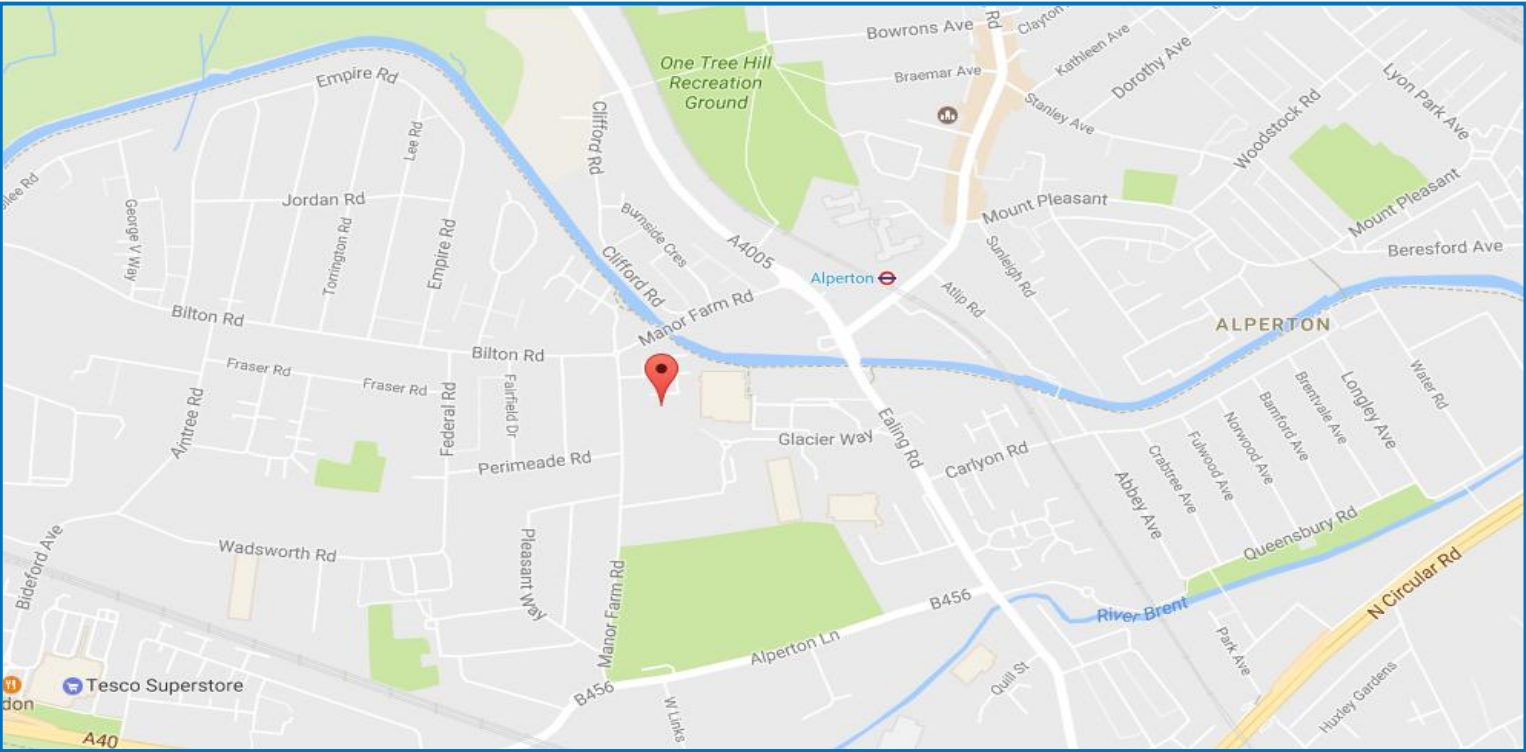 Bowrons Ave
Rd
Clayton
Kathleen Ave
Dorothy Ave
Lyon Park Ave
One Tree Hill
Recreation
Ground
Braemar Ave
Stanley Ave
Woodstock Rd
Empire Rd
Clifford Rd
Lee Rd
Jordan Rd
George V Way
Torrington Rd
Empire Rd
Burnside Cres
Clifford Rd
A4005
Mount Pleasant
Mount Pleasant
Beresford Ave
Sunleigh Rd
Alperton
Atlip Rd
Manor Farm Rd
Bilton Rd
ALPERTON
Bilton Rd
Fraser Rd
Fraser Rd
Fairfield Dr
Federal Rd
Aintree Rd
Water Rd
Longley Ave
Brentvale Ave
Bamford Ave
Norwood Ave
Fulwood Ave
Crabtree Ave
Abbey Ave
Glacier Way
Ealing Rd
Carlyon Rd
Perimeade Rd
Queensbury Rd
Wadsworth Rd
Pleasant Way
Bideford Ave
Manor Farm Rd
B456
River Brent
N Circular Rd
Alperton Ln
Park Ave
Quill St
Huxley Gardens
Tesco Superstore
B456
W Links
don
A40